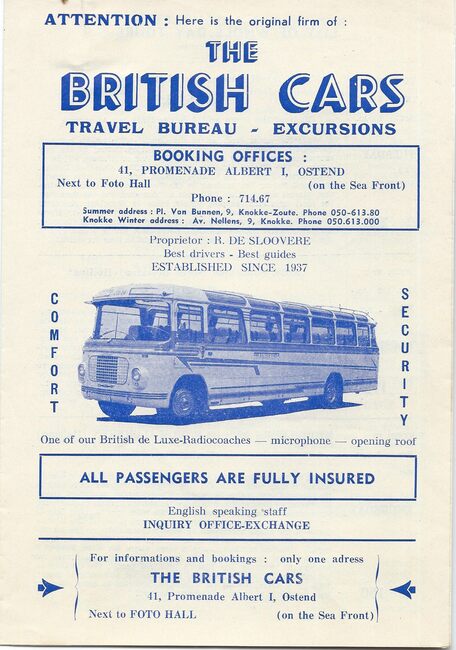 ATTENTION : Here is the original firm of :
THE
BRITISH CARS
TRAVEL BUREAU - EXCURSIONS
BOOKING OFFICES :
41, PROMENADE ALBERT I, OSTEND
Next to Foto Hall (on the Sea Front)
Phone : 714.67
Summer address : Pl. Van Bunnen, 9, Knokke-Zoute. Phone 050-613.80
Knokke Winter address : Av. Nellens, 9, Knokke. Phone 050.613.000
Proprietor : R. DE SLOOVERE
Best drivers - Best guides
ESTABLISHED SINCE 1937
COMFORT
SECURITY
One of our British de Luxe-Radiocoaches — microphone — opening roof
ALL PASSENGERS ARE FULLY INSURED
English speaking staff
INQUIRY OFFICE-EXCHANGE
For informations and bookings : only one adress
THE BRITISH CARS
41, Promenade Albert I, Ostend
Next to FOTO HALL (on the Sea Front)